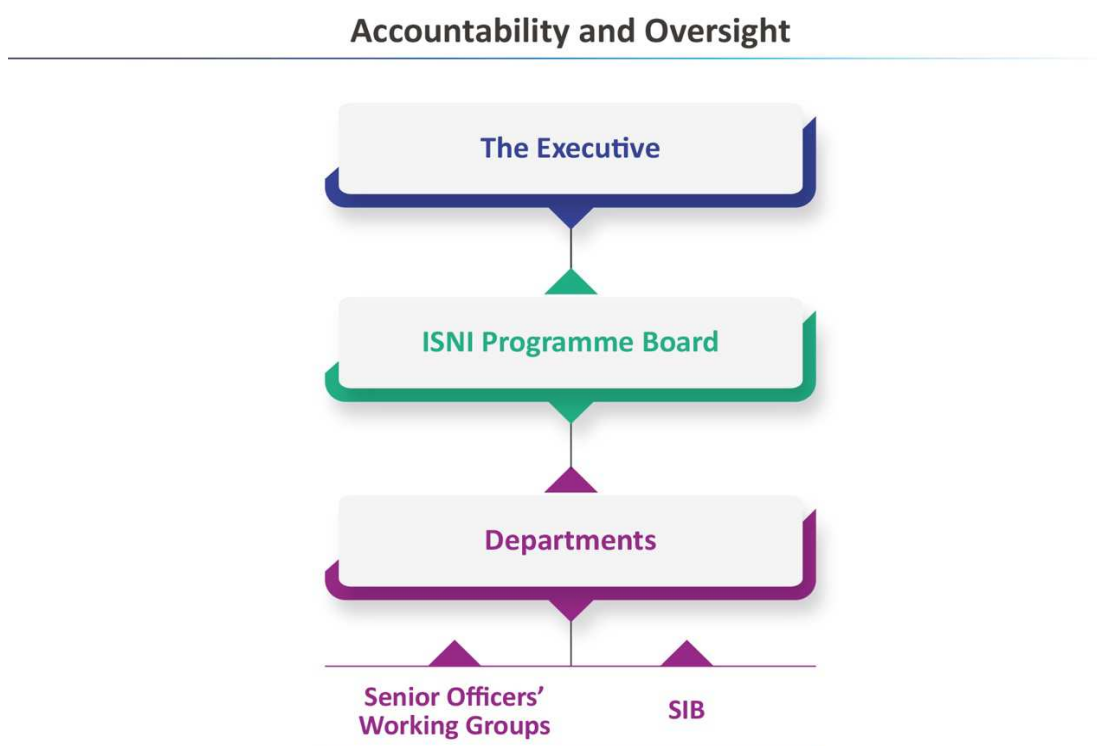 Accountability and Oversight
The Executive
ISNI Programme Board
Departments
Senior Officers’
Working Groups
SIB